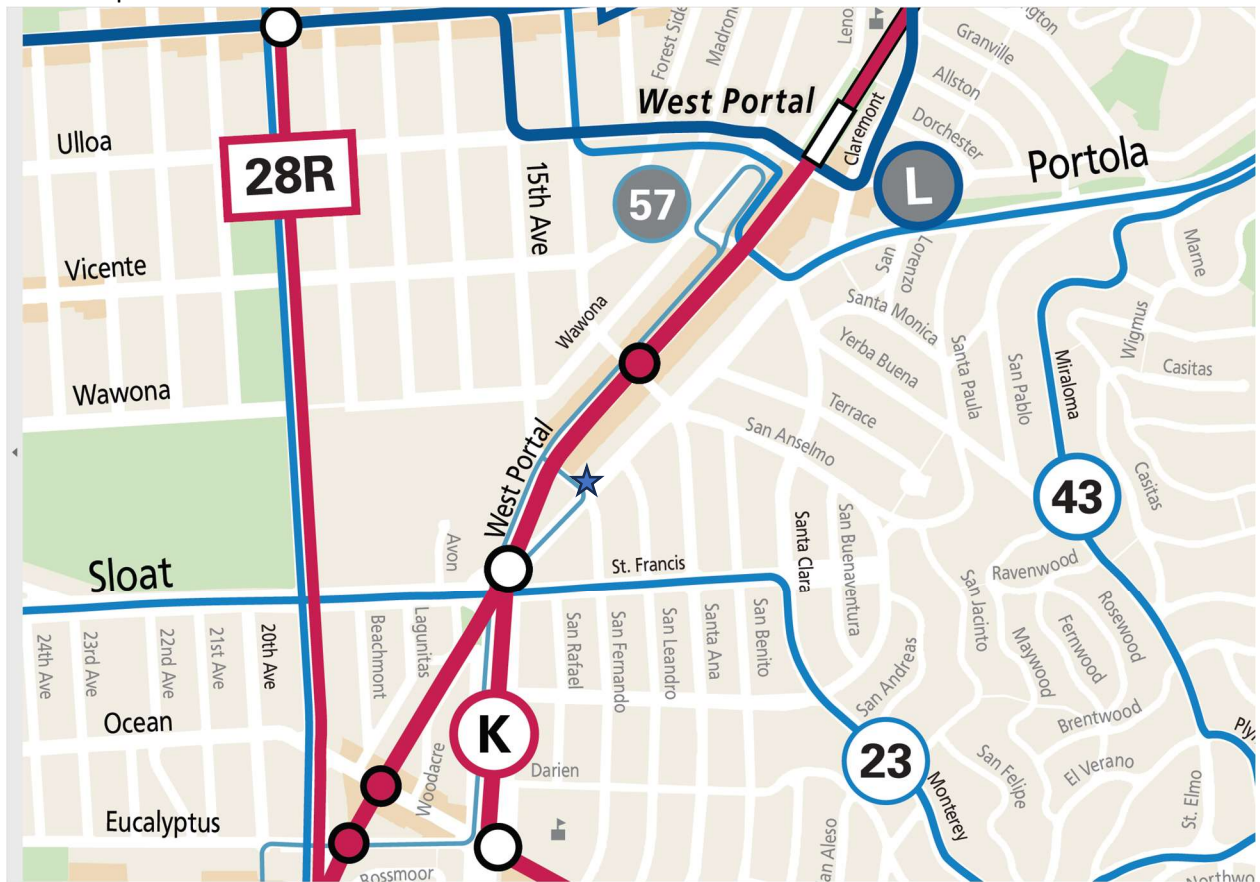 Forest Side
Madrone
Granville
Allston
Dorchester
West Portal
Claremont
Portola
Ulloa
28R
15th Ave
57
L
Vicente
San
Lorenzo
Marne
Wawona
Santa Monica
Wigmus
Yerba Buena
Santa Paula
San Pablo
Miraloma
Casitas
Wawona
Terrace
San Anselmo
West Portal
43
Casitas
Santa Clara
San Buenaventura
Avon
Sloat
St. Francis
Ravenwood
24th Ave
23rd Ave
22nd Ave
21st Ave
20th Ave
Beachmont
Lagunitas
San Rafael
San Fernando
San Leandro
Santa Ana
San Benito
San Jacinto
Maywood
Fernwood
Rosewood
San Andreas
Ocean
K
Brentwood
Woodacre
Darien
23
San Felipe
El Verano
St. Elmo
Monterey
Eucalyptus
Rossmoor